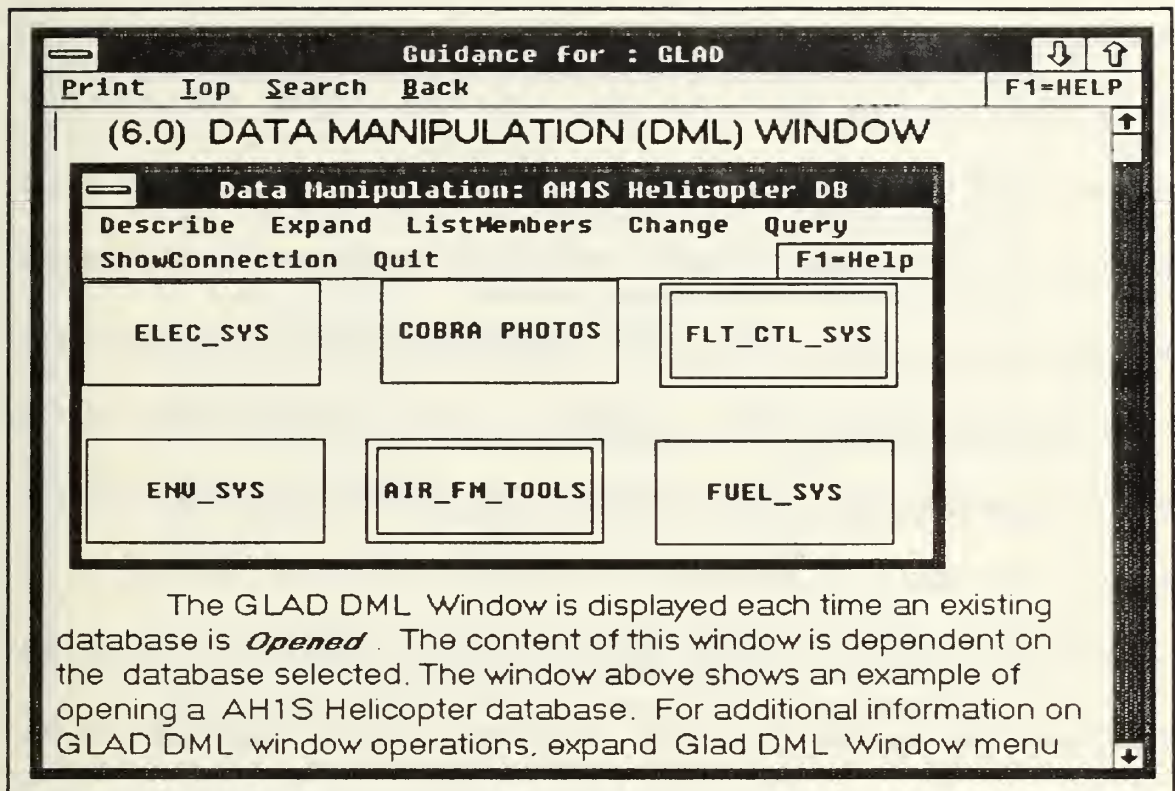 Guidance for : GLAD
Print Top Search Back F1=HELP
(6.0) DATA MANIPULATION (DML) WINDOW
Data Manipulation: AH1S Helicopter DB
Describe Expand ListMembers Change Query
ShowConnection Quit F1=Help
ELEC_SYS COBRA PHOTOS FLT_CTL_SYS
ENV_SYS AIR_FM_TOOLS FUEL_SYS
The GLAD DML Window is displayed each time an existing
database is Opened . The content of this window is dependent on
the database selected. The window above shows an example of
opening a AH1S Helicopter database. For additional information on
GLAD DML window operations, expand Glad DML Window menu